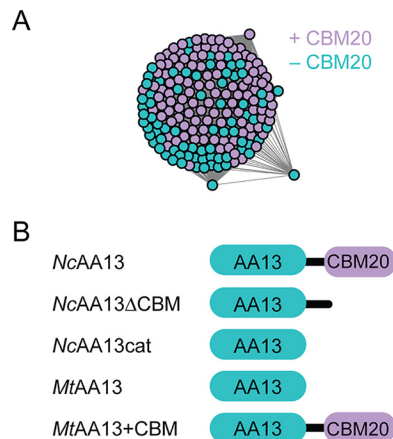 A
+ CBM20
– CBM20
B
NcAA13 AA13 CBM20
NcAA13ΔCBM AA13
NcAA13cat AA13
MtAA13 AA13
MtAA13+CBM AA13 CBM20